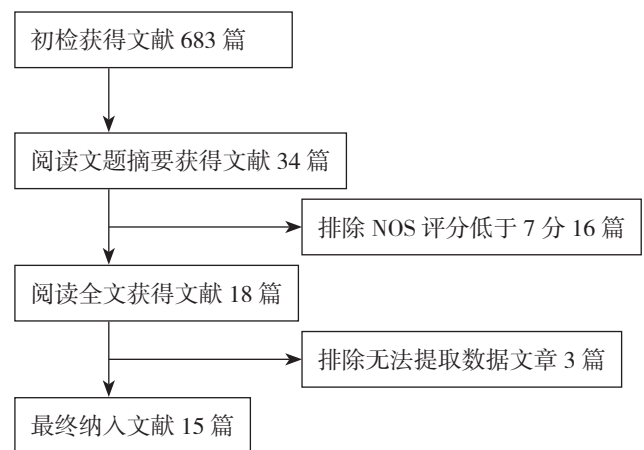 初检获得文献 683 篇
阅读文题摘要获得文献 34 篇
排除 NOS 评分低于 7 分 16 篇
阅读全文获得文献 18 篇
排除无法提取数据文章 3 篇
最终纳入文献 15 篇